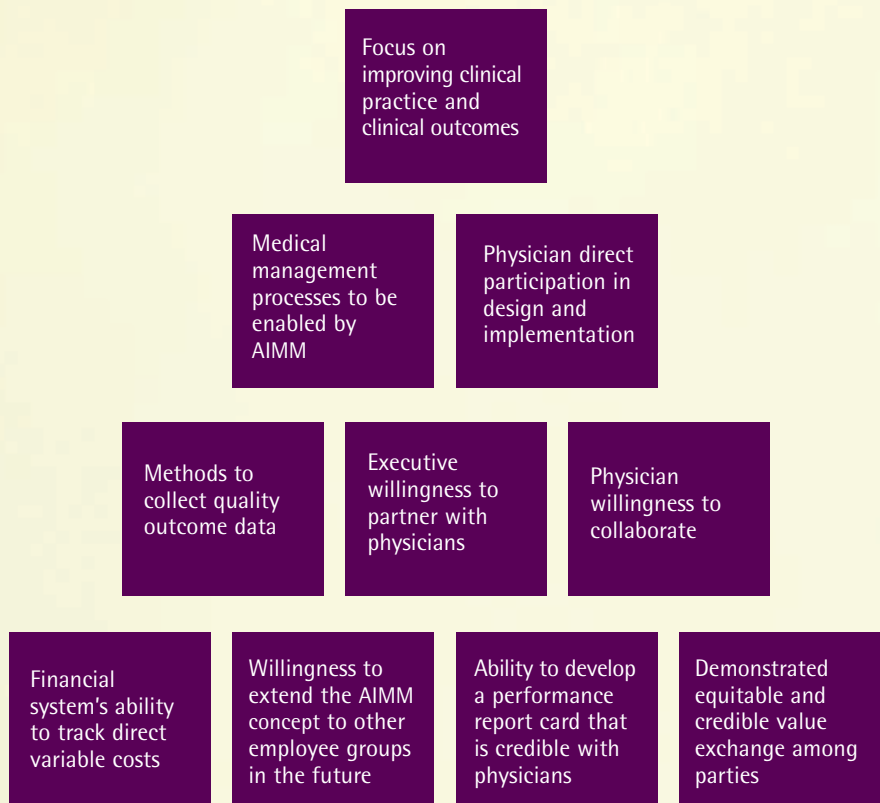 Focus on
improving clinical
practice and
clinical outcomes
Medical
management
processes to be
enabled by
AIMM
Physician direct
participation in
design and
implementation
Methods to
collect quality
outcome data
Executive
willingness to
partner with
physicians
Physician
willingness to
collaborate
Financial
system's ability
to track direct
variable costs
Willingness to
extend the AIMM
concept to other
employee groups
in the future
Ability to develop
a performance
report card that
is credible with
physicians
Demonstrated
equitable and
credible value
exchange among
parties